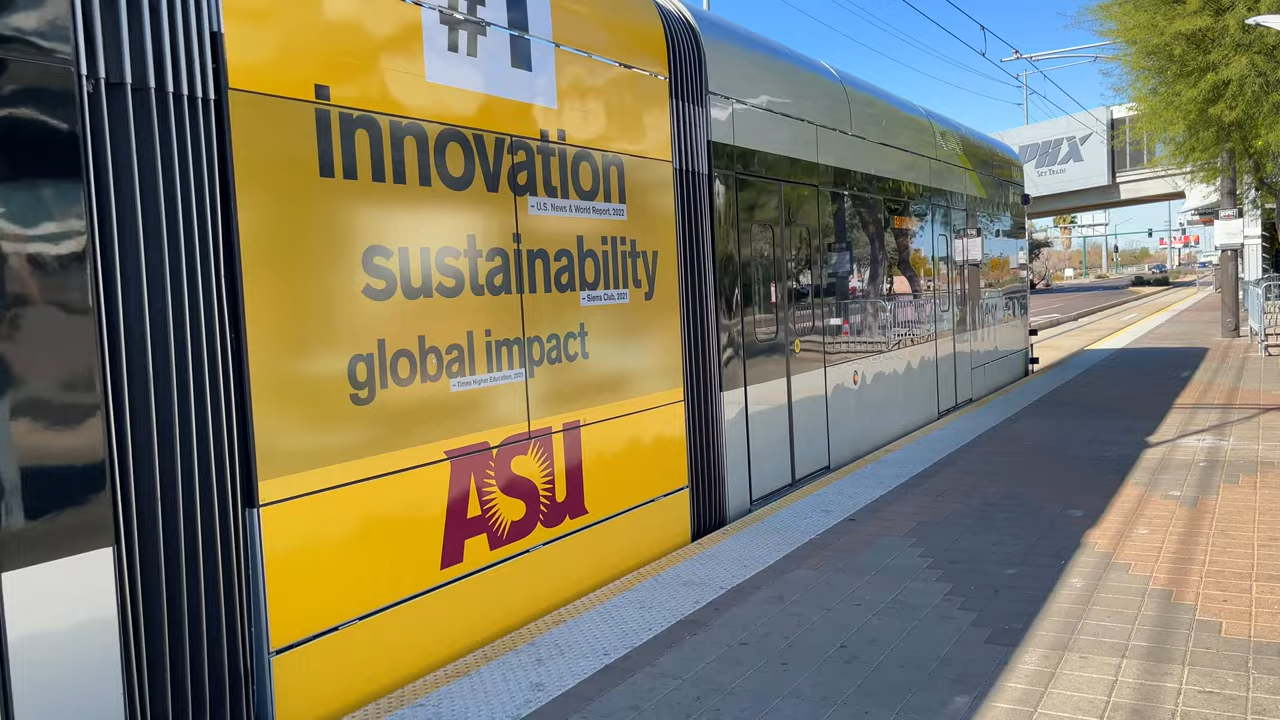 #1
innovation
– U.S. News & World Report, 2022
sustainability
– Sierra Club, 2021
global impact
– Times Higher Education, 2021
ASU
PHX
SKY TRAIN